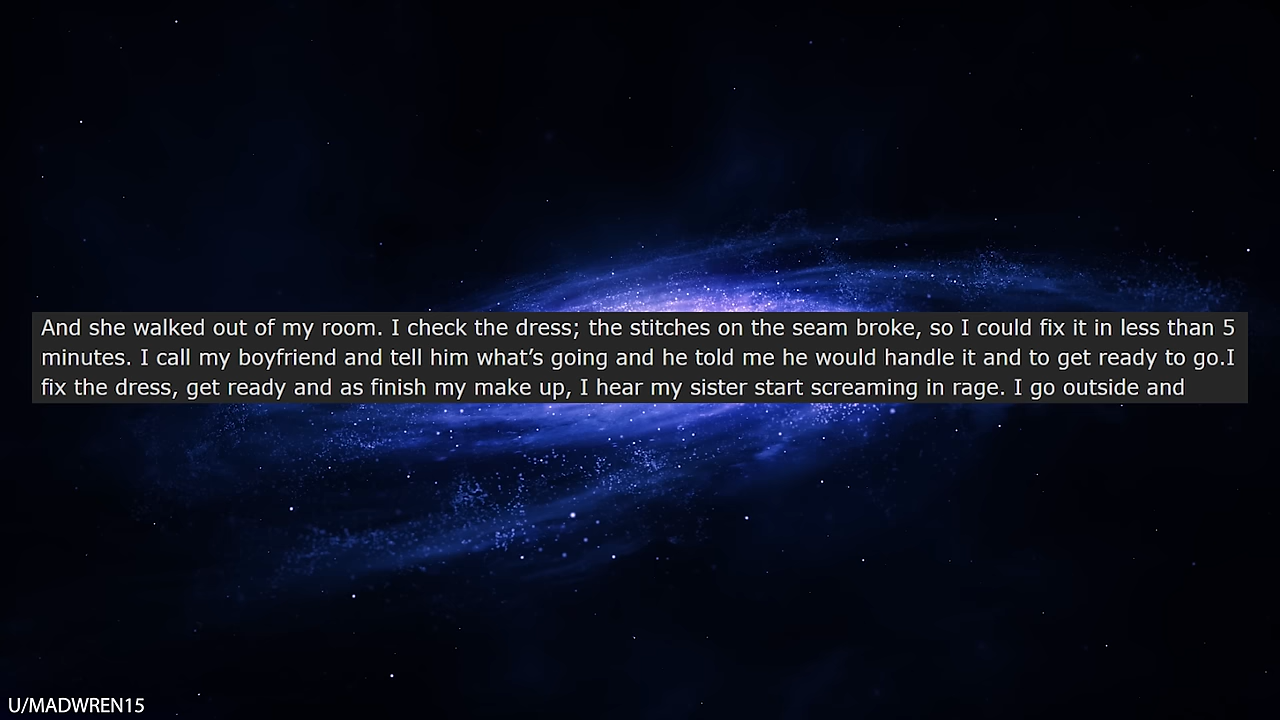 And she walked out of my room. I check the dress; the stitches on the seam broke, so I could fix it in less than 5
minutes. I call my boyfriend and tell him what’s going and he told me he would handle it and to get ready to go.I
fix the dress, get ready and as finish my make up, I hear my sister start screaming in rage. I go outside and
U/MADWREN15